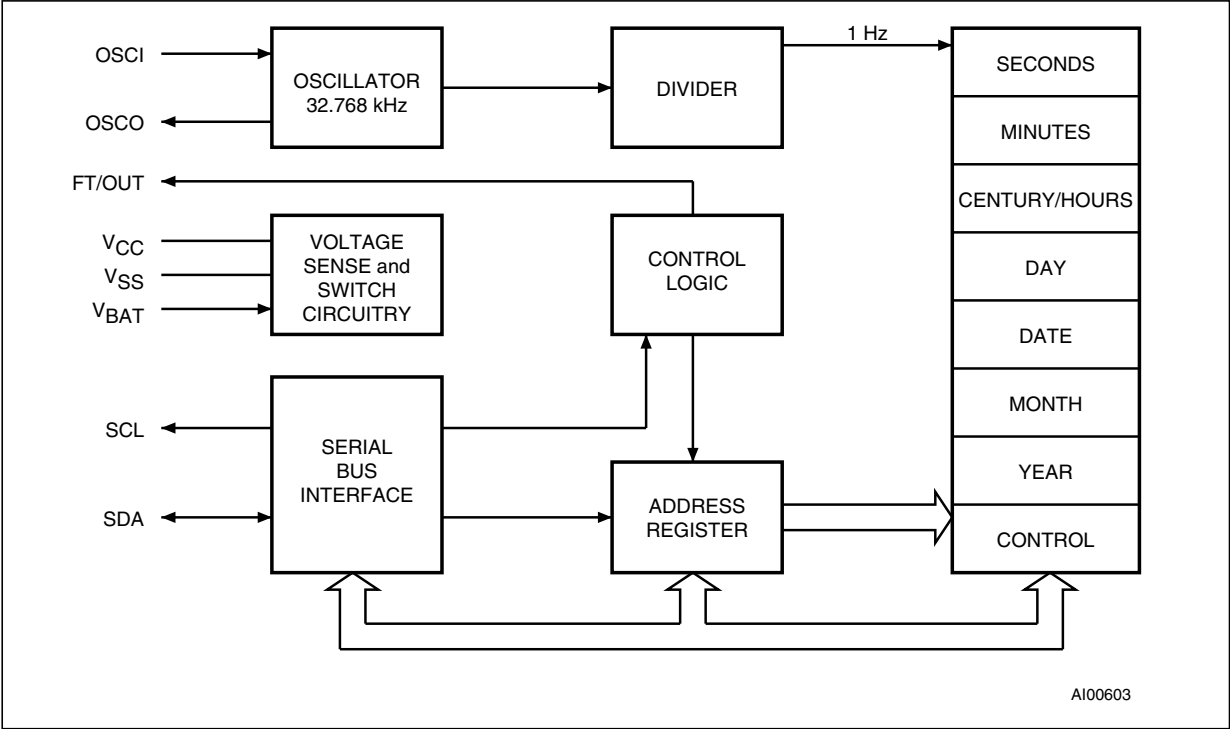 OSCI
OSCO
FT/OUT
VCC
VSS
VBAT
SCL
SDA
OSCILLATOR
32.768 kHz
DIVIDER
1 Hz
VOLTAGE
SENSE and
SWITCH
CIRCUITRY
CONTROL
LOGIC
SERIAL
BUS
INTERFACE
ADDRESS
REGISTER
SECONDS
MINUTES
CENTURY/HOURS
DAY
DATE
MONTH
YEAR
CONTROL
AI00603